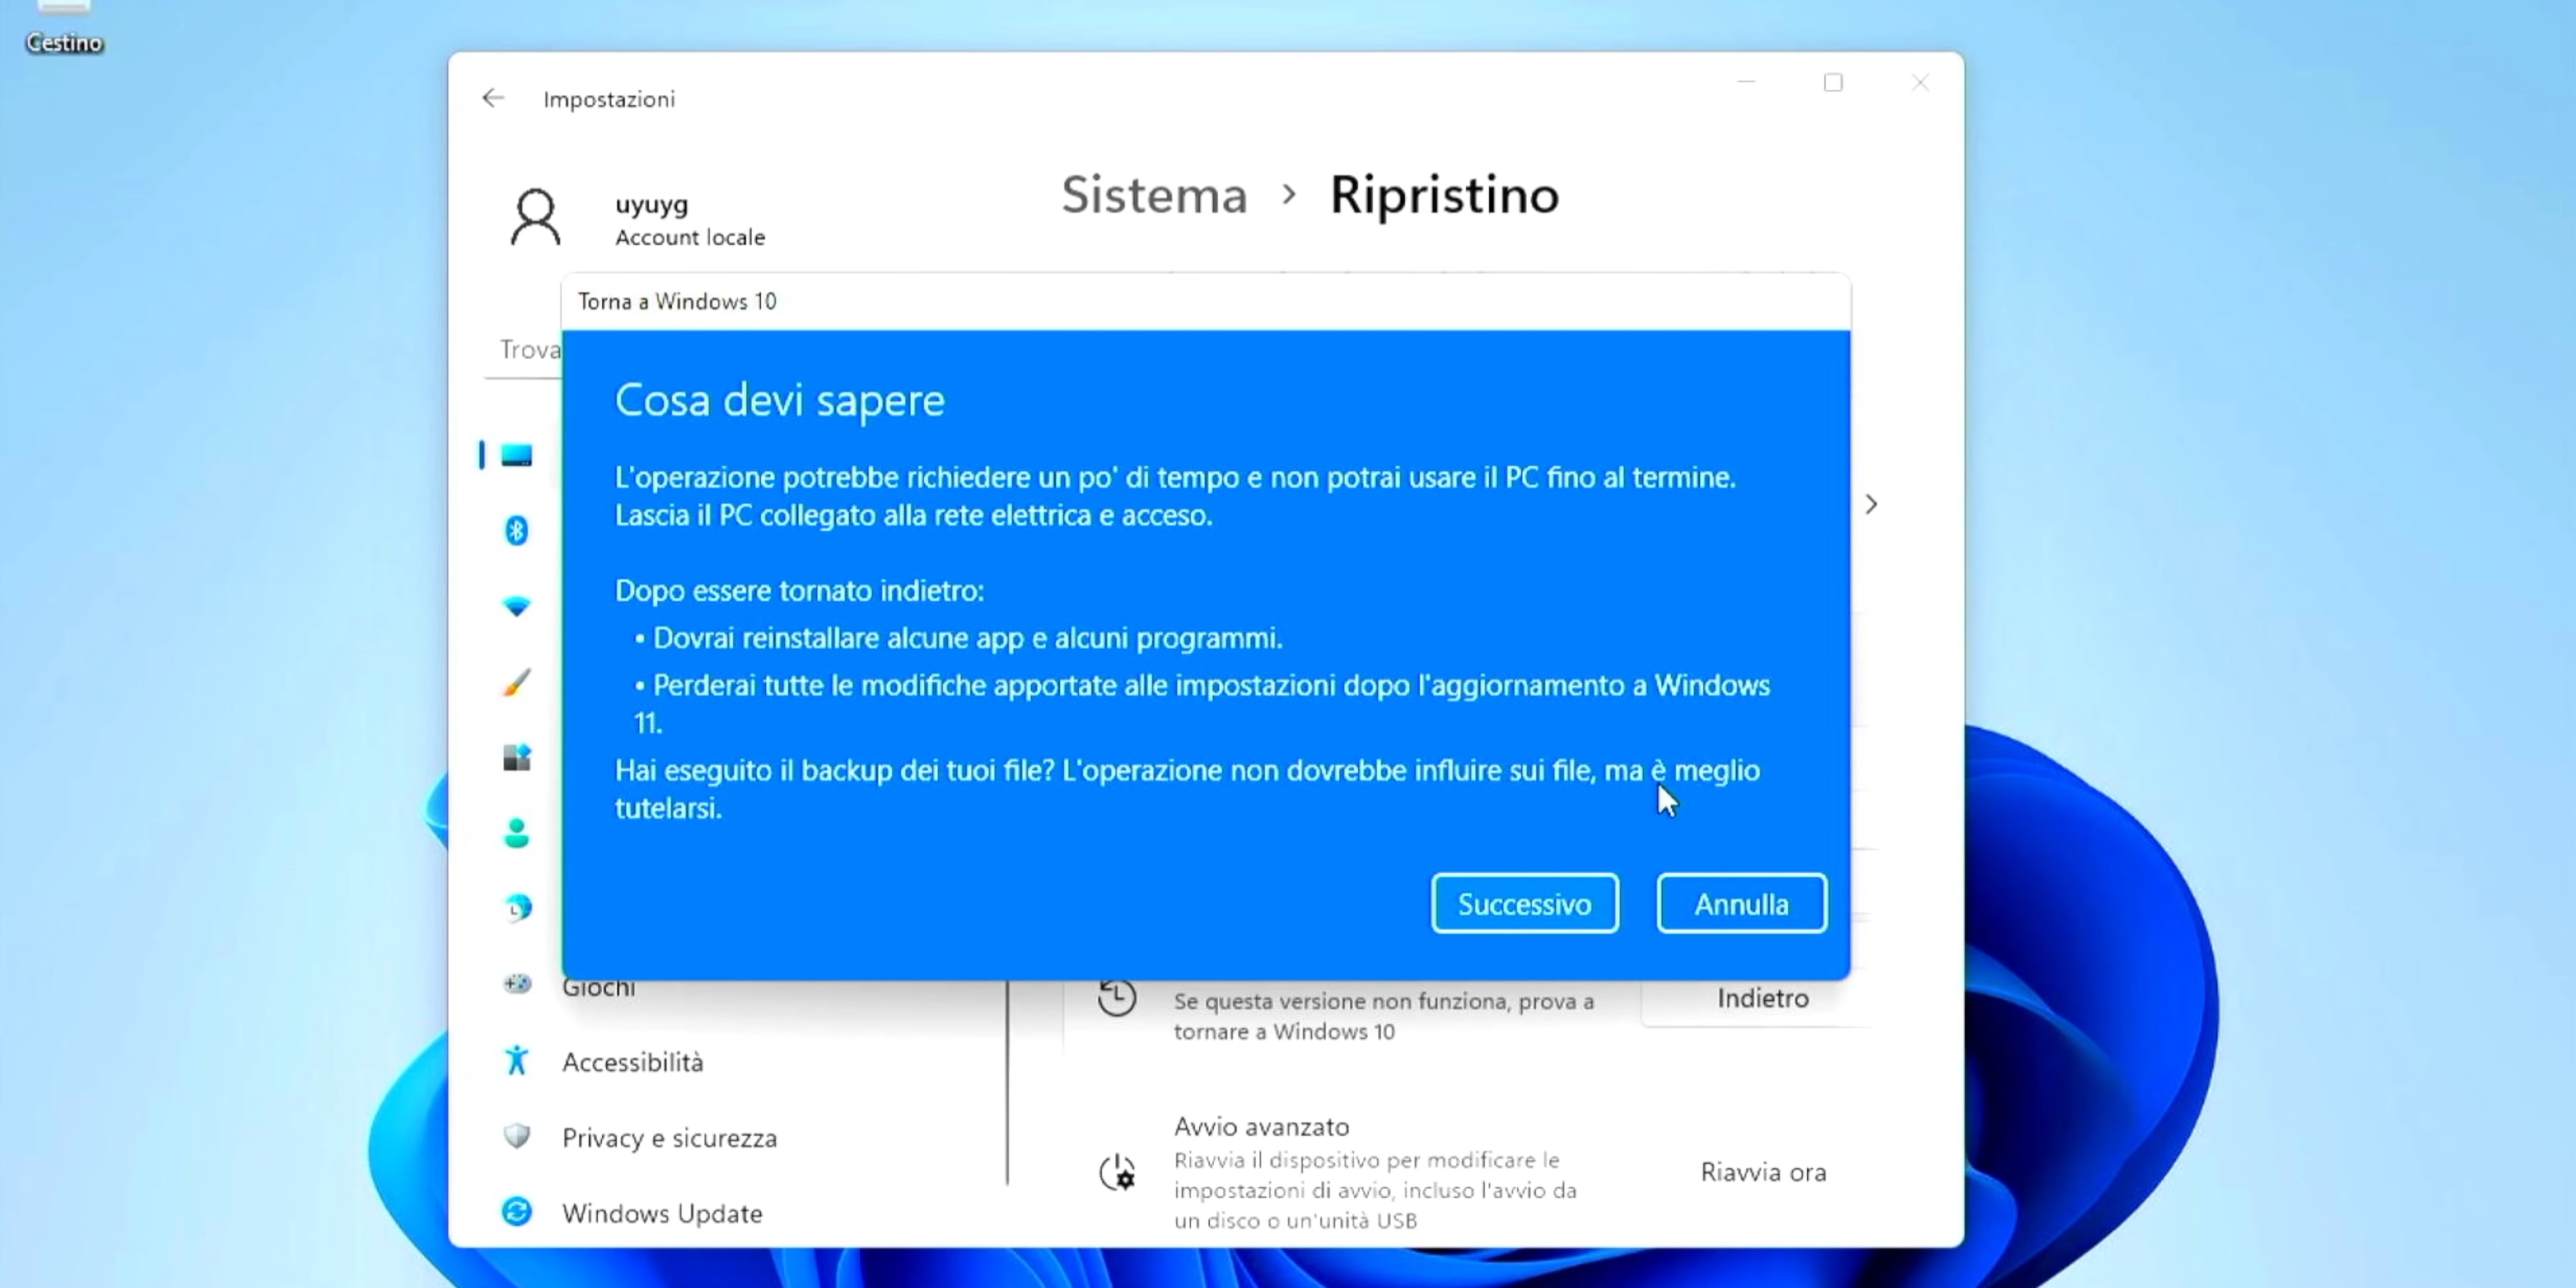 Cestino
Impostazioni
uyuyg
Account locale
Sistema > Ripristino
Torna a Windows 10
Trova
Cosa devi sapere
L'operazione potrebbe richiedere un po' di tempo e non potrai usare il PC fino al termine.
Lascia il PC collegato alla rete elettrica e acceso.
Dopo essere tornato indietro:
• Dovrai reinstallare alcune app e alcuni programmi.
• Perderai tutte le modifiche apportate alle impostazioni dopo l'aggiornamento a Windows
11.
Hai eseguito il backup dei tuoi file? L'operazione non dovrebbe influire sui file, ma è meglio
tutelarsi.
Successivo
Annulla
Giochi
Accessibilità
Privacy e sicurezza
Windows Update
Se questa versione non funziona, prova a
tornare a Windows 10
Indietro
Avvio avanzato
Riavvia il dispositivo per modificare le
impostazioni di avvio, incluso l'avvio da
un disco o un'unità USB
Riavvia ora